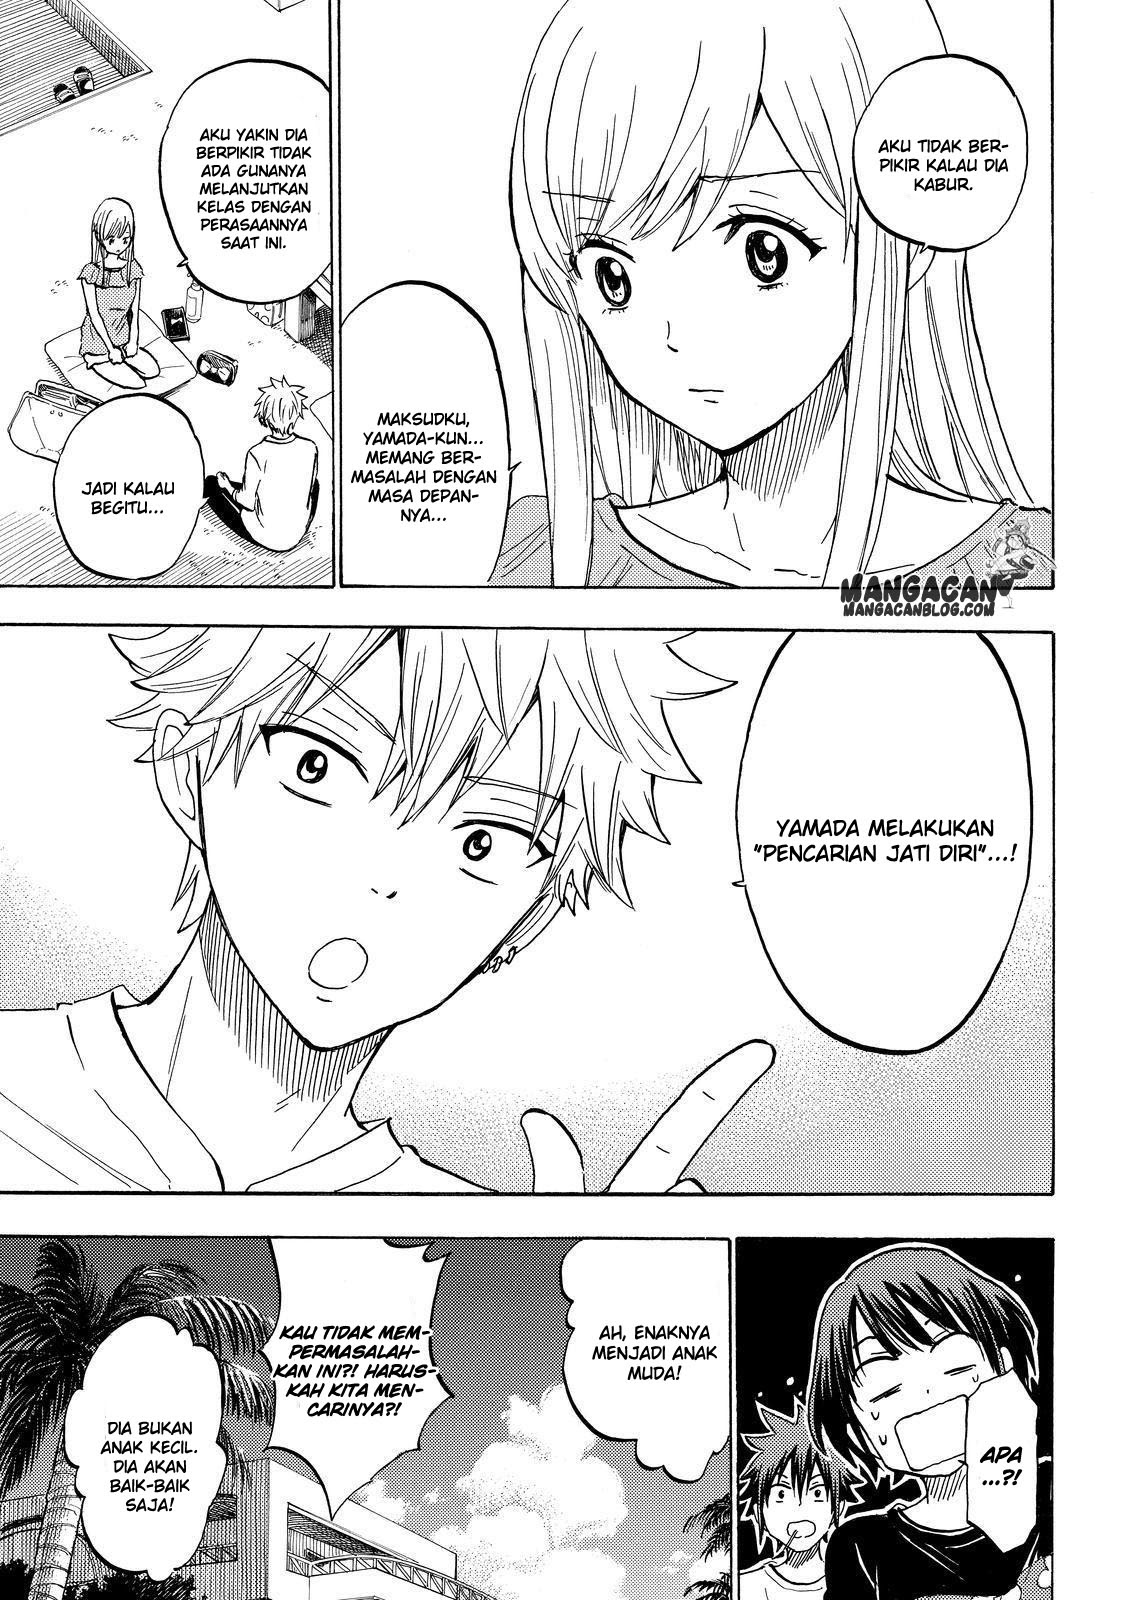 AKU TIDAK BER-
PIKIR KALAU DIA
KABUR.
MAKSUDKU,
YAMADA-KUN...
MEMANG BER-
MASALAH DENGAN
MASA DEPAN-
NYA...
AKU YAKIN DIA
BERPIKIR TIDAK
ADA GUNANYA
MELANJUTKAN
KELAS DENGAN
PERASAANNYA
SAAT INI.
JADI KALAU
BEGITU...
MANGACAN
MANGACANBLOG.COM
YAMADA MELAKUKAN
"PENCARIAN JATI DIRI"...!
APA
...?!
AH, ENAKNYA
MENJADI ANAK
MUDA!
KAU TIDAK MEM-
PERMASALAH-
KAN INI?! HARUS-
KAH KITA MEN-
CARINYA?!
DIA BUKAN
ANAK KECIL.
DIA AKAN
BAIK-BAIK
SAJA!